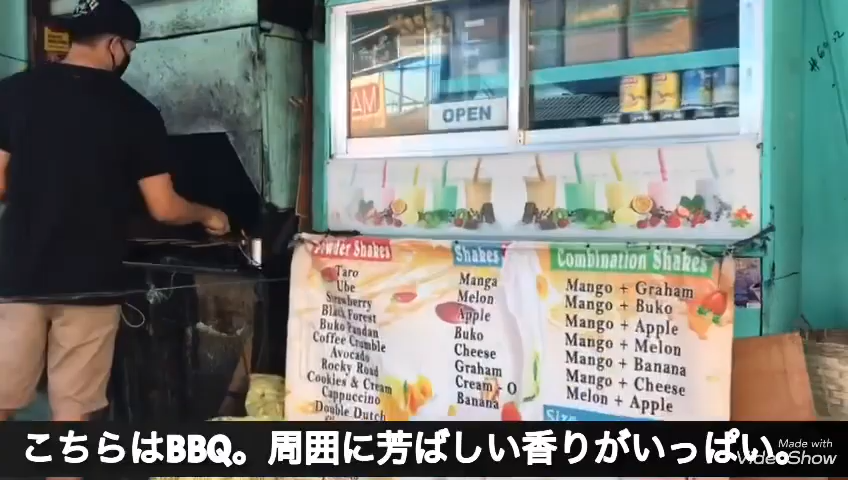 OPEN
AM
#60.12
Powder Shakes
Taro
Ube
Strawberry
Black Forest
Buko Pandan
Coffee Crumble
Avocado
Rocky Road
Cookies & Cream
Cappuccino
Double Dutch
Shakes
Manga
Melon
Apple
Buko
Cheese
Graham
Cream + O
Banana
Combination Shakes
Mango + Graham
Mango + Buko
Mango + Apple
Mango + Melon
Mango + Banana
Mango + Cheese
Melon + Apple
こちらはBBQ。周囲に芳ばしい香りがいっぱい。
Made with
VideoShow